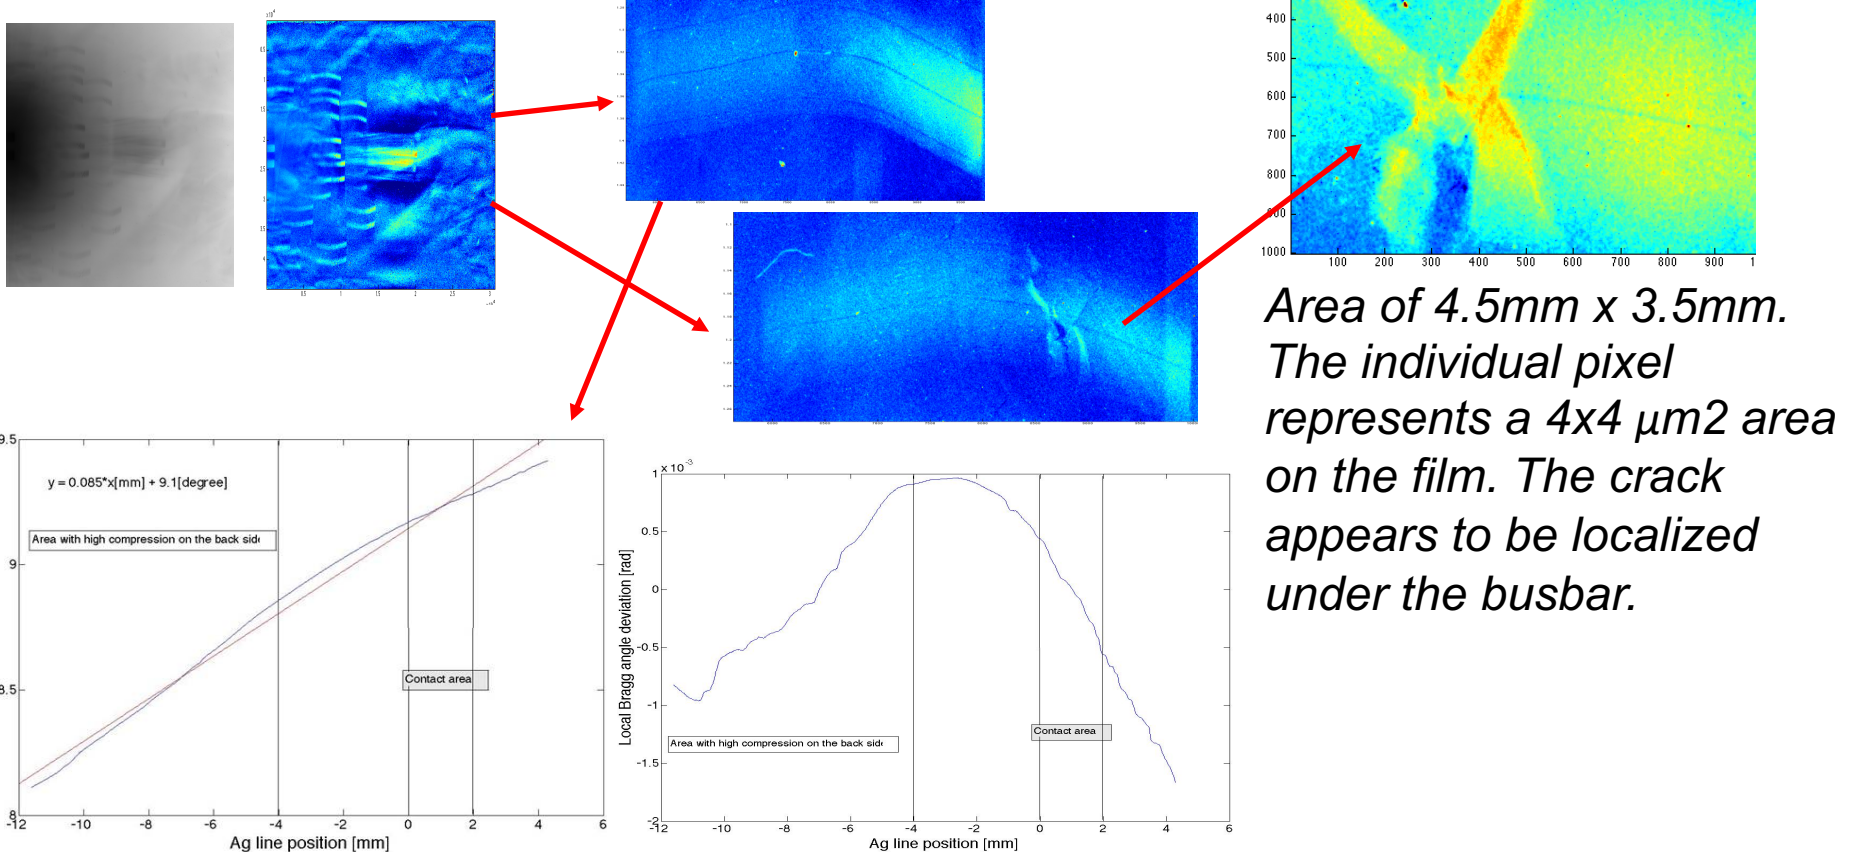 400
500
600
700
800
900
1000
100 200 300 400 500 600 700 800 900 1
Area of 4.5mm x 3.5mm.
The individual pixel
represents a 4x4 µm2 area
on the film. The crack
appears to be localized
under the busbar.
9.5
y = 0.085*x[mm] + 9.1[degree]
Area with high compression on the back side
9
8.5
Contact area
8
-12 -10 -8 -6 -4 -2 0 2 4 6
Ag line position [mm]
1 x 10⁻³
0.5
0
-0.5
-1
-1.5
-2
Local Bragg angle deviation [rad]
Area with high compression on the back side
Contact area
-12 -10 -8 -6 -4 -2 0 2 4 6
Ag line position [mm]